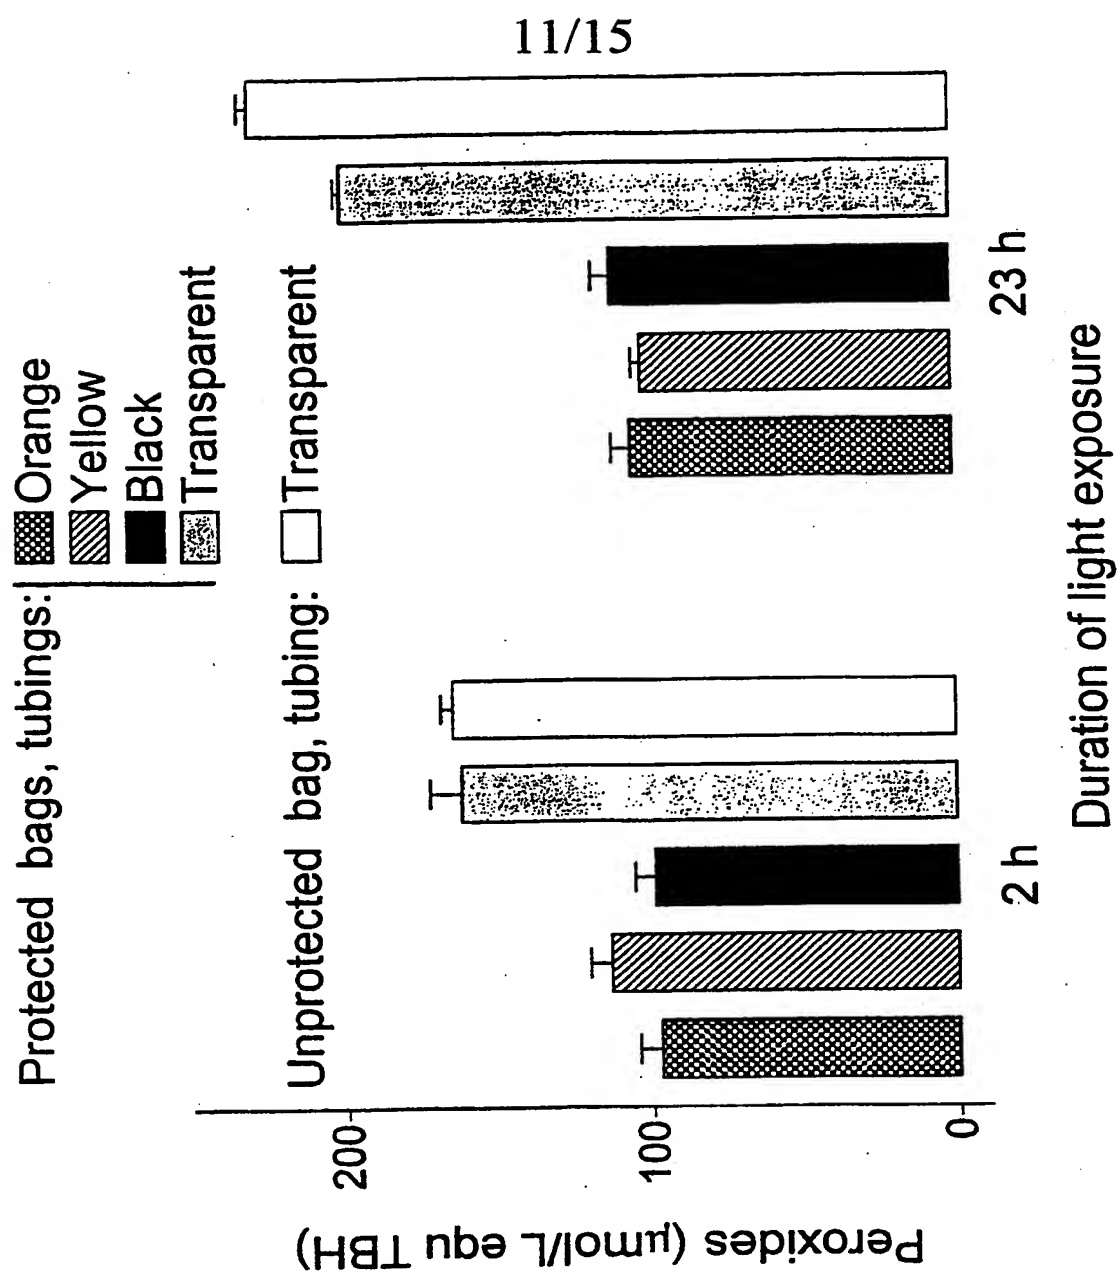 11/15
Protected bags, tubings:
Orange
Yellow
Black
Transparent
Unprotected bag, tubing:
Transparent
Peroxides (µmol/L equ TBH)
200
100
0
2 h
23 h
Duration of light exposure